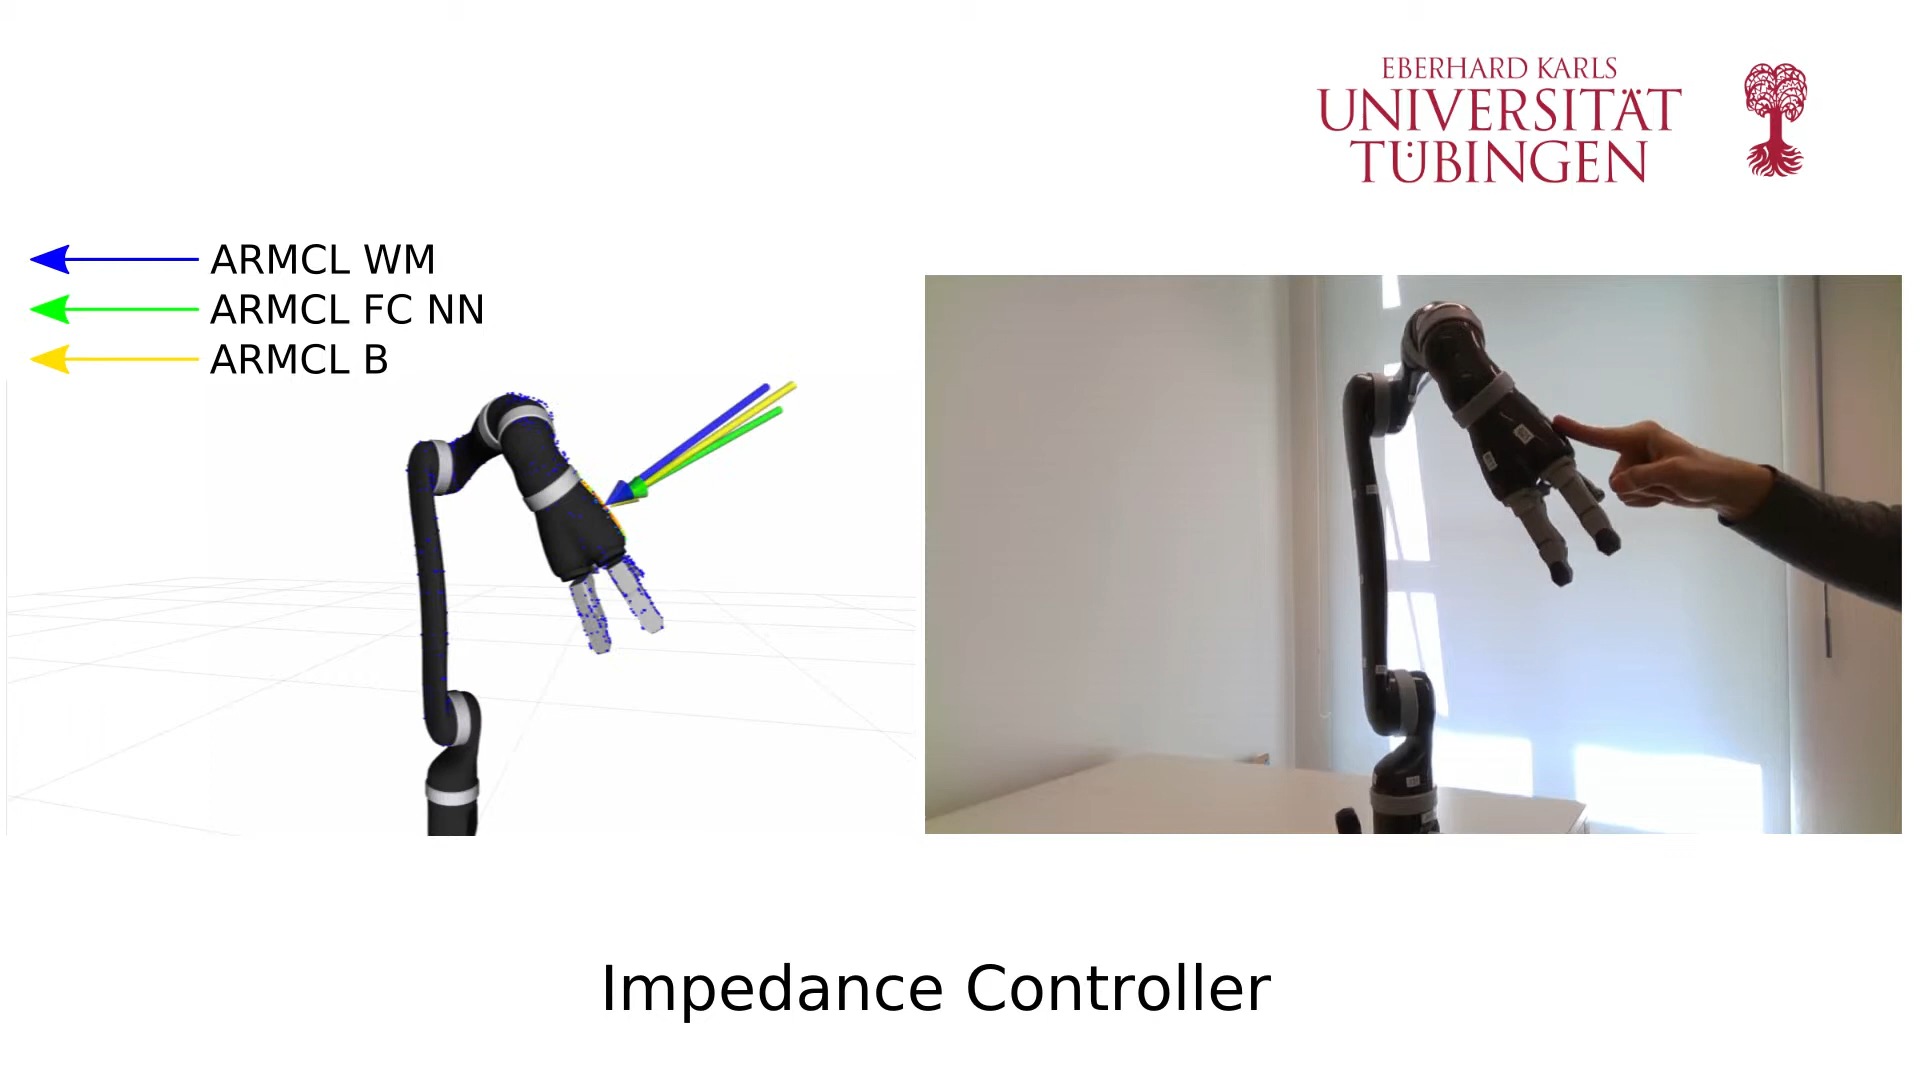 EBERHARD KARLS
UNIVERSITÄT
TÜBINGEN
ARMCL WM
ARMCL FC NN
ARMCL B
Impedance Controller